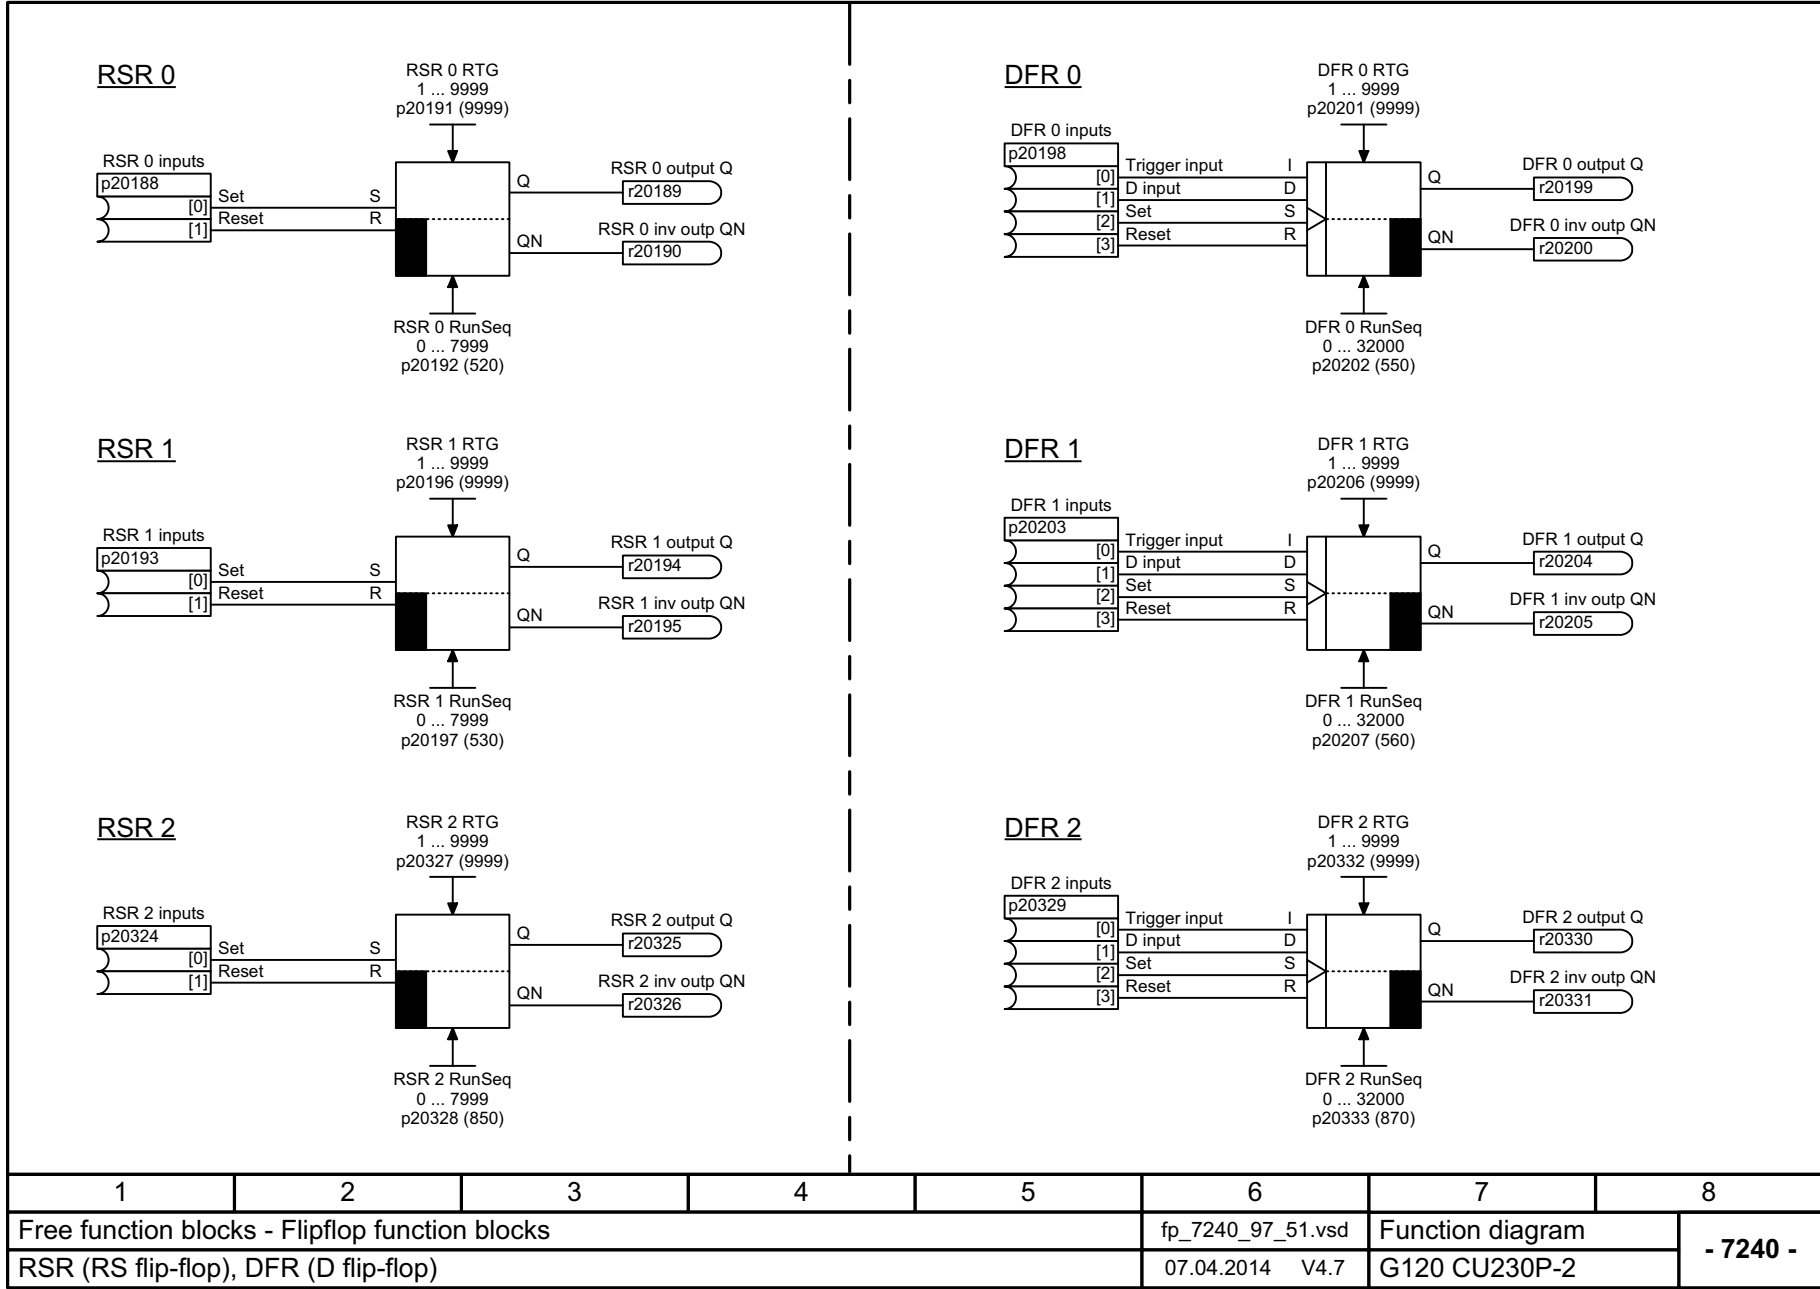 RSR 0
RSR 0 RTG
1 ... 9999
p20191 (9999)
RSR 0 inputs
p20188
[0]
[1]
Set
S
Reset
R
Q
QN
RSR 0 output Q
r20189
RSR 0 inv outp QN
r20190
RSR 0 RunSeq
0 ... 7999
p20192 (520)
RSR 1
RSR 1 RTG
1 ... 9999
p20196 (9999)
RSR 1 inputs
p20193
[0]
[1]
Set
S
Reset
R
Q
QN
RSR 1 output Q
r20194
RSR 1 inv outp QN
r20195
RSR 1 RunSeq
0 ... 7999
p20197 (530)
RSR 2
RSR 2 RTG
1 ... 9999
p20327 (9999)
RSR 2 inputs
p20324
[0]
[1]
Set
S
Reset
R
Q
QN
RSR 2 output Q
r20325
RSR 2 inv outp QN
r20326
RSR 2 RunSeq
0 ... 7999
p20328 (850)
DFR 0
DFR 0 RTG
1 ... 9999
p20201 (9999)
DFR 0 inputs
p20198
[0]
[1]
[2]
[3]
Trigger input
I
D input
D
Set
S
Reset
R
Q
QN
DFR 0 output Q
r20199
DFR 0 inv outp QN
r20200
DFR 0 RunSeq
0 ... 32000
p20202 (550)
DFR 1
DFR 1 RTG
1 ... 9999
p20206 (9999)
DFR 1 inputs
p20203
[0]
[1]
[2]
[3]
Trigger input
I
D input
D
Set
S
Reset
R
Q
QN
DFR 1 output Q
r20204
DFR 1 inv outp QN
r20205
DFR 1 RunSeq
0 ... 32000
p20207 (560)
DFR 2
DFR 2 RTG
1 ... 9999
p20332 (9999)
DFR 2 inputs
p20329
[0]
[1]
[2]
[3]
Trigger input
I
D input
D
Set
S
Reset
R
Q
QN
DFR 2 output Q
r20330
DFR 2 inv outp QN
r20331
DFR 2 RunSeq
0 ... 32000
p20333 (870)
1 2 3 4 5 6 7 8
Free function blocks - Flipflop function blocks
fp_7240_97_51.vsd
Function diagram
- 7240 -
RSR (RS flip-flop), DFR (D flip-flop)
07.04.2014 V4.7
G120 CU230P-2